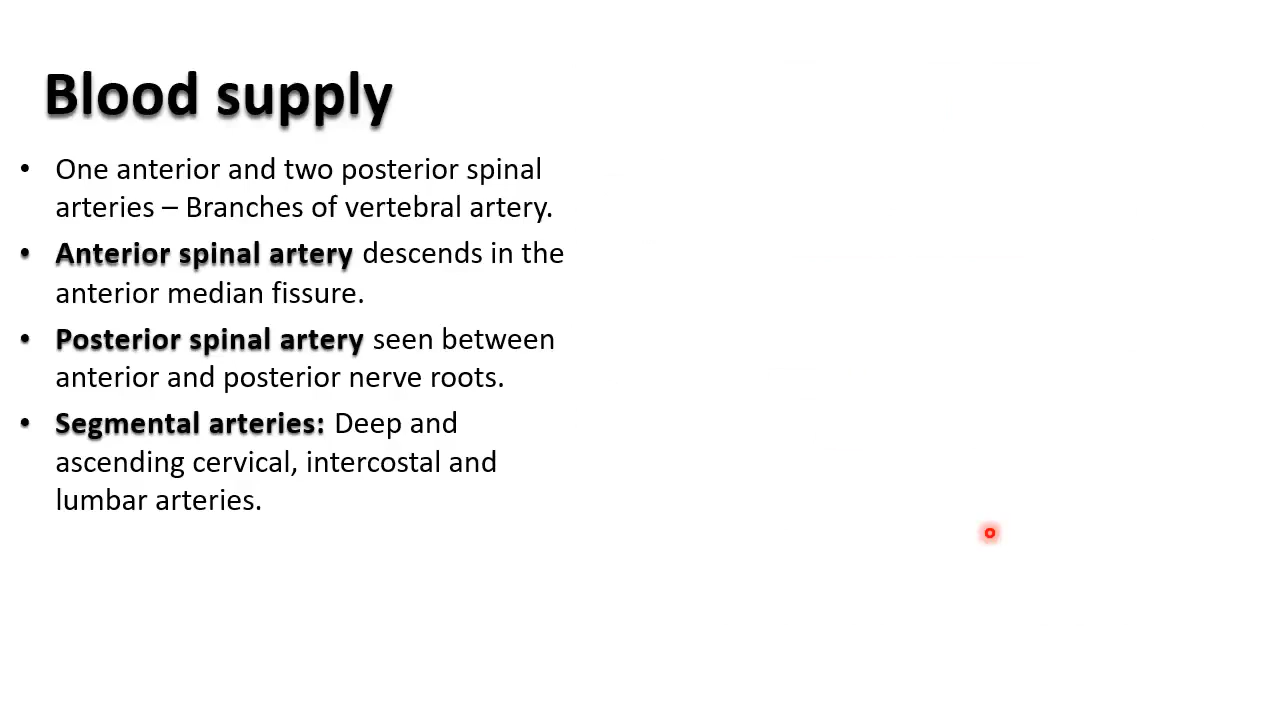 Blood supply
• One anterior and two posterior spinal
arteries – Branches of vertebral artery.
• Anterior spinal artery descends in the
anterior median fissure.
• Posterior spinal artery seen between
anterior and posterior nerve roots.
• Segmental arteries: Deep and
ascending cervical, intercostal and
lumbar arteries.